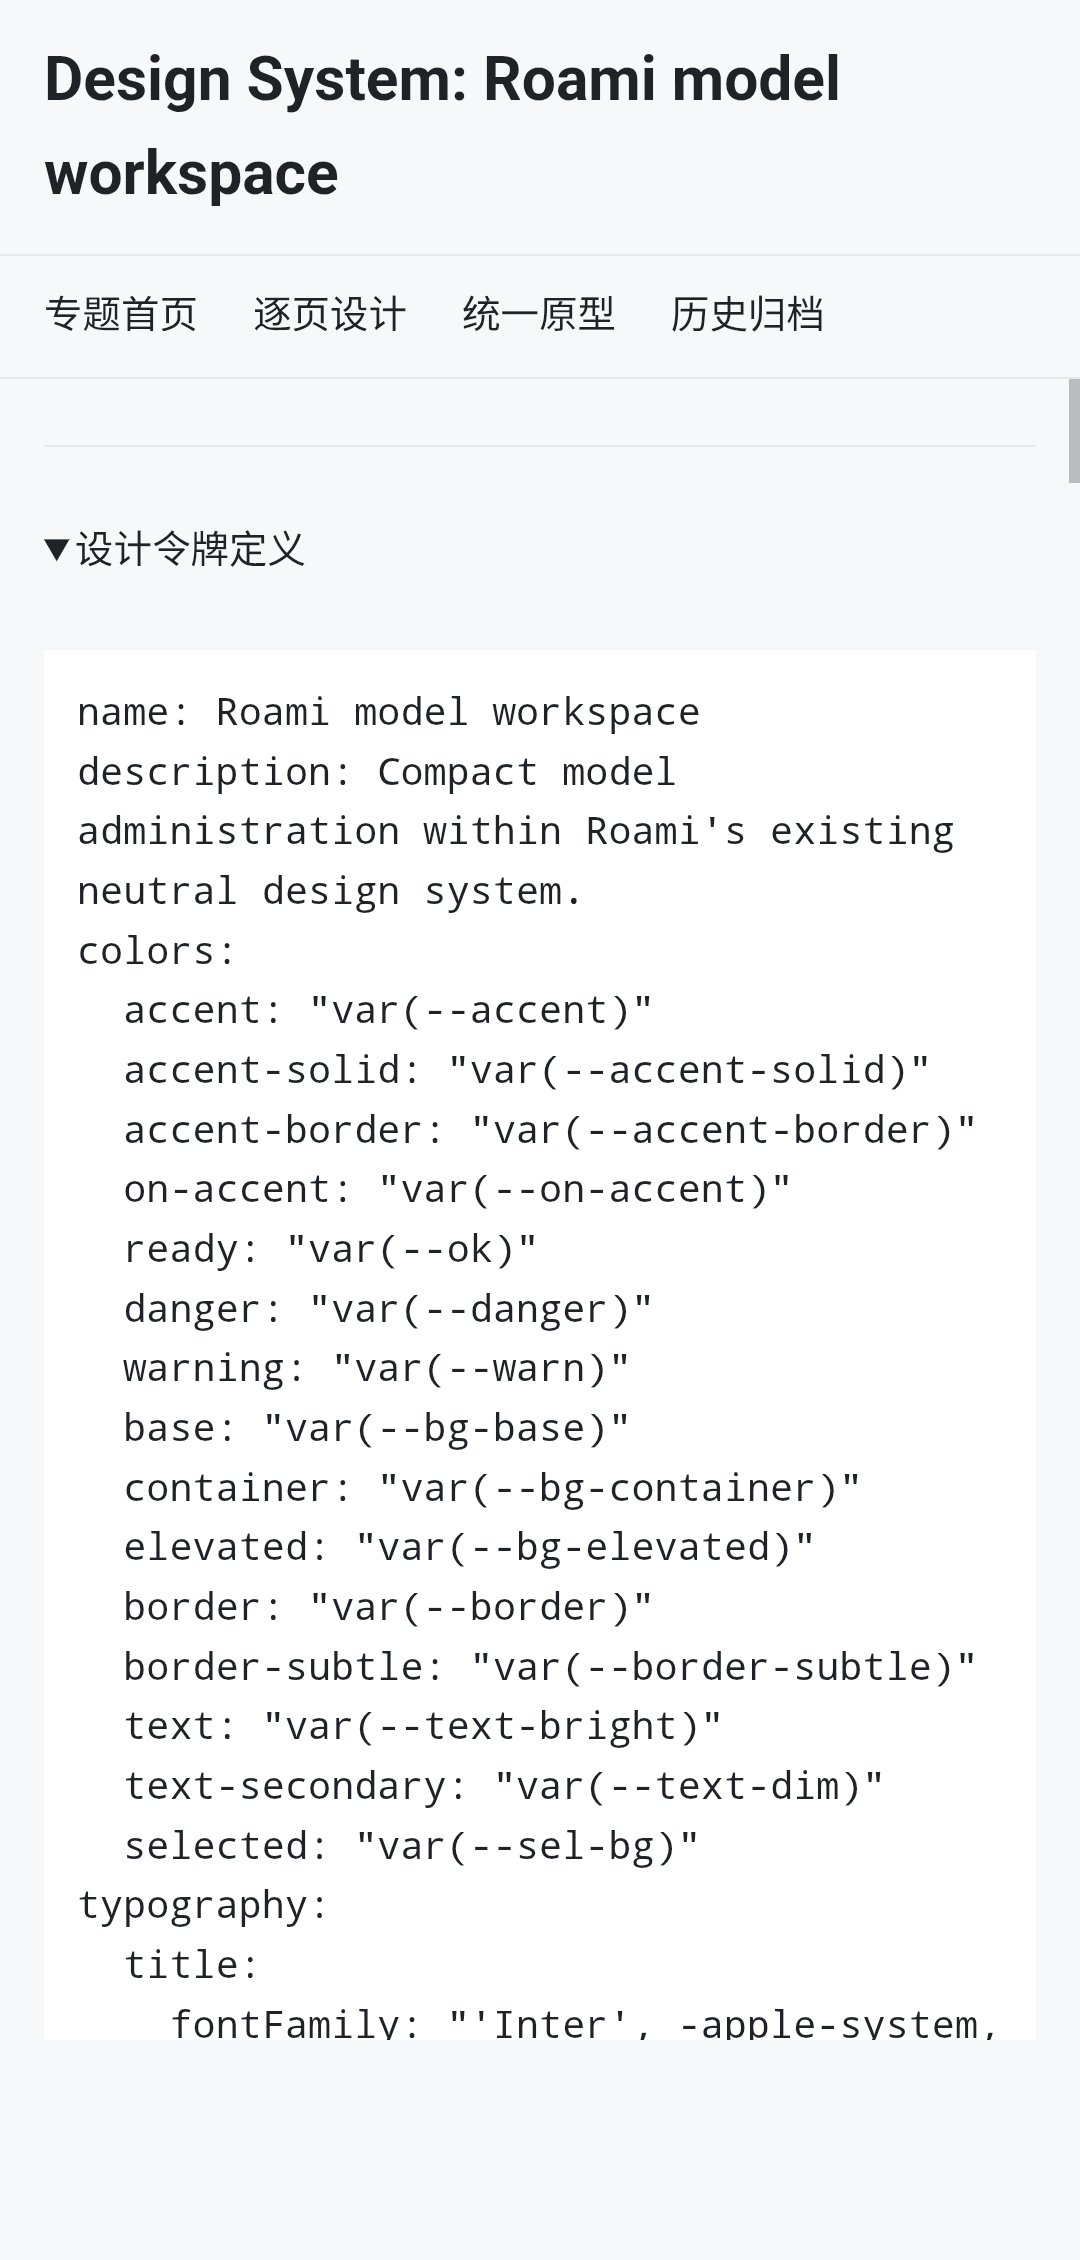 Design System: Roami model
workspace
专题首页 逐页设计 统一原型 历史归档
▼设计令牌定义
name: Roami model workspace
description: Compact model
administration within Roami's existing
neutral design system.
colors:
  accent: "var(--accent)"
  accent-solid: "var(--accent-solid)"
  accent-border: "var(--accent-border)"
  on-accent: "var(--on-accent)"
  ready: "var(--ok)"
  danger: "var(--danger)"
  warning: "var(--warn)"
  base: "var(--bg-base)"
  container: "var(--bg-container)"
  elevated: "var(--bg-elevated)"
  border: "var(--border)"
  border-subtle: "var(--border-subtle)"
  text: "var(--text-bright)"
  text-secondary: "var(--text-dim)"
  selected: "var(--sel-bg)"
typography:
  title:
    fontFamily: "'Inter', -apple-system,